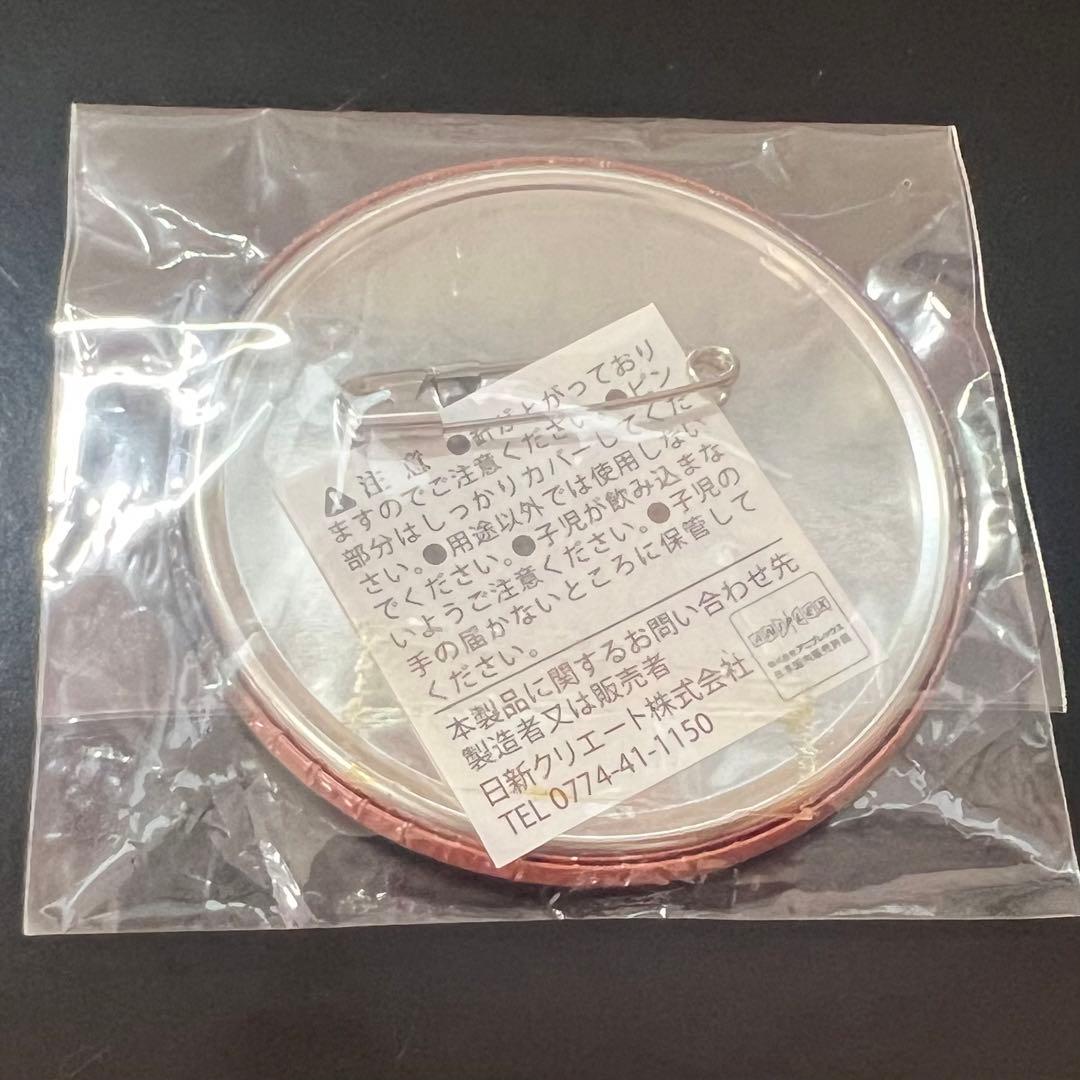 ⚠注 意 ●針がとがっており
ますのでご注意ください●ピン
部分はしっかりカバーしてくだ
さい。●用途以外では使用しない
でください。●子児が飲み込まな
いようご注意ください。●子児の
手の届かないところに保管して
ください。
本製品に関するお問い合わせ先
製造者又は販売者
日新クリエート株式会社
TEL 0774-41-1150